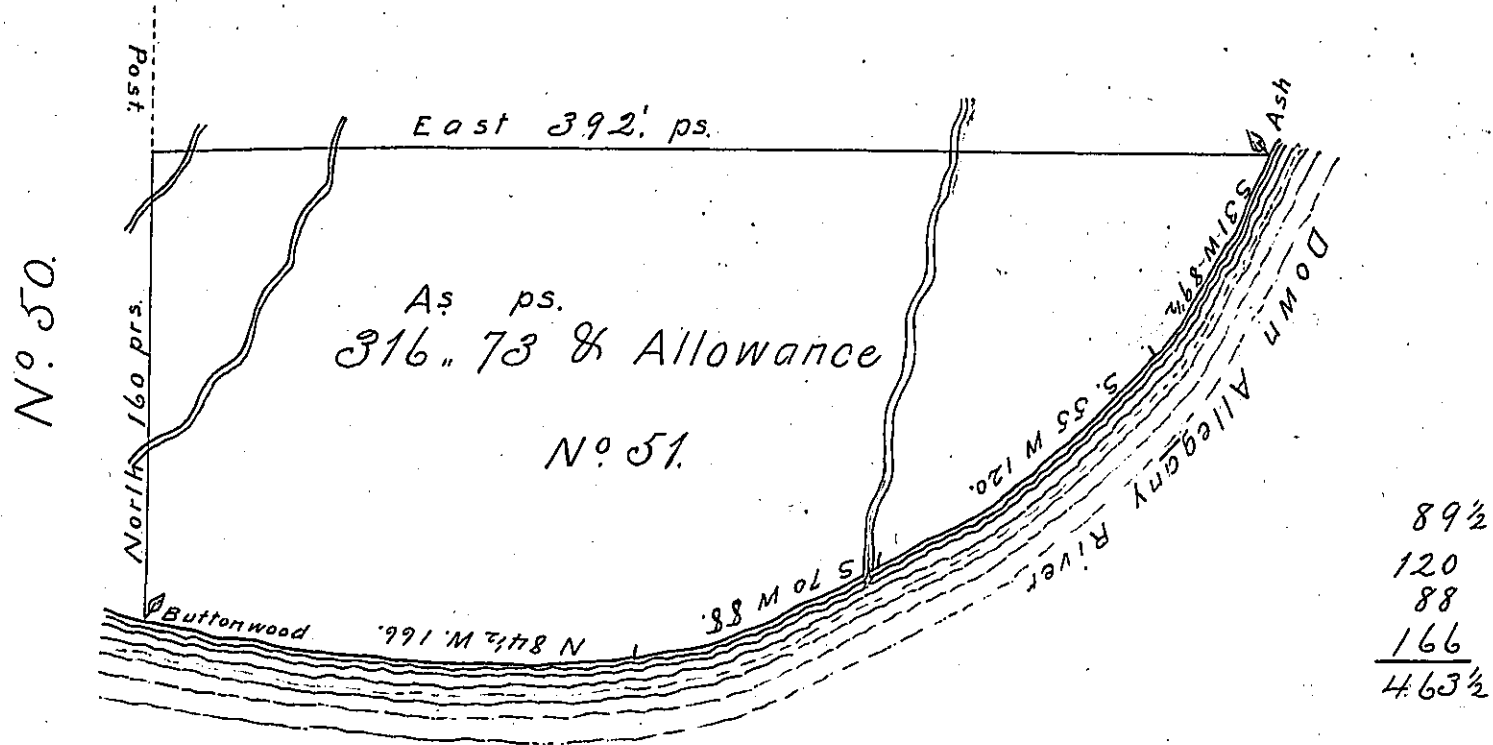 Post.
East 392. ps.
Ash
Nº 50.
North 160 prs.
As ps.
316 " 73 & Allowance
Nº 51.
S 31-W-89½
S. 55 W 120.
S 70 W 88.
N 84½ W. 166.
Buttonwood
Down Allegany River
89½
120
88
166
463½